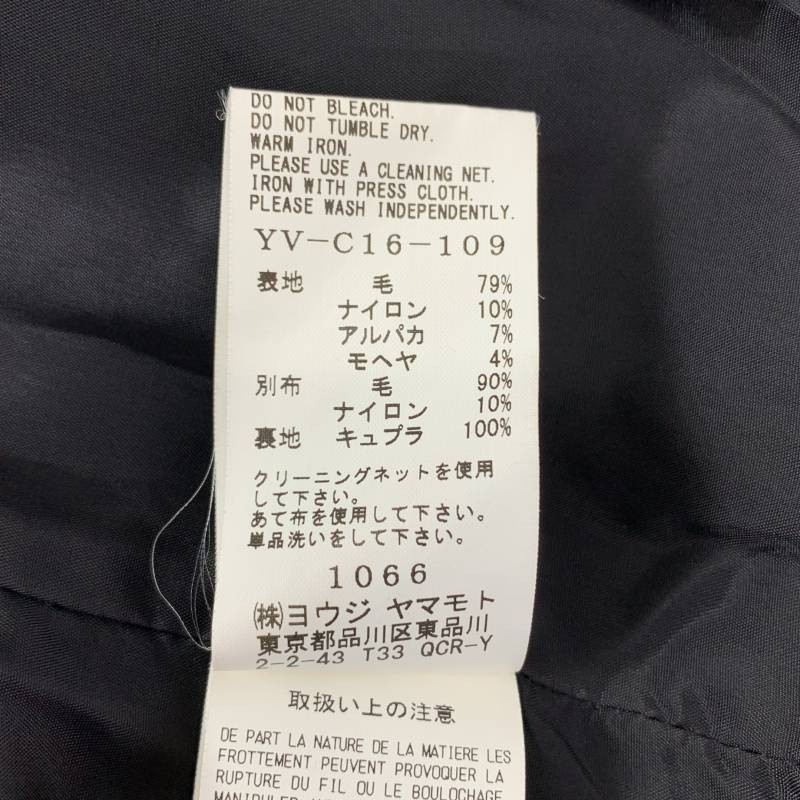 DO NOT BLEACH.
DO NOT TUMBLE DRY.
WARM IRON.
PLEASE USE A CLEANING NET.
IRON WITH PRESS CLOTH.
PLEASE WASH INDEPENDENTLY.
YV-C16-109
表地 毛 79%
ナイロン 10%
アルパカ 7%
モヘヤ 4%
別布 毛 90%
ナイロン 10%
裏地 キュプラ 100%
クリーニングネットを使用
して下さい。
あて布を使用して下さい。
単品洗いをして下さい。
1066
㈱ヨウジ ヤマモト
東京都品川区東品川
2-2-43 T33 QCR-Y
取扱い上の注意
DE PART LA NATURE DE LA MATIERE LES
FROTTEMENT PEUVENT PROVOQUER LA
RUPTURE DU FIL OU LE BOULOCHAGE